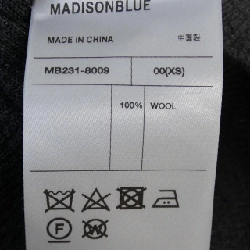 MADISONBLUE
MADE IN CHINA 中国製
MB231-8009 00(XS)
100% WOOL
F W